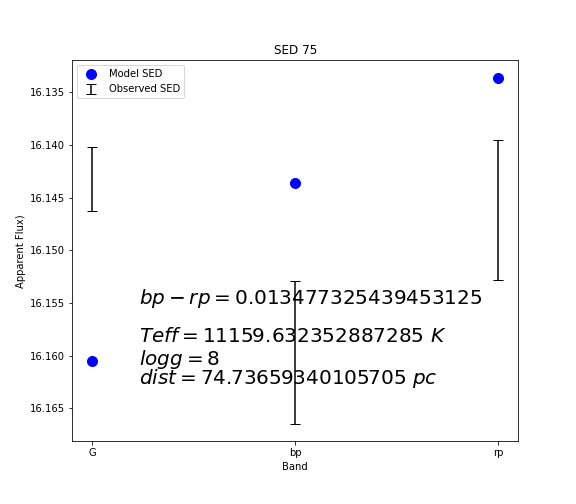 SED 75
Model SED
Observed SED
16.135
16.140
16.145
16.150
16.155
16.160
16.165
Apparent Flux)
bp − rp = 0.013477325439453125
Teff = 11159.632352887285 K
logg = 8
dist = 74.73659340105705 pc
G bp rp
Band